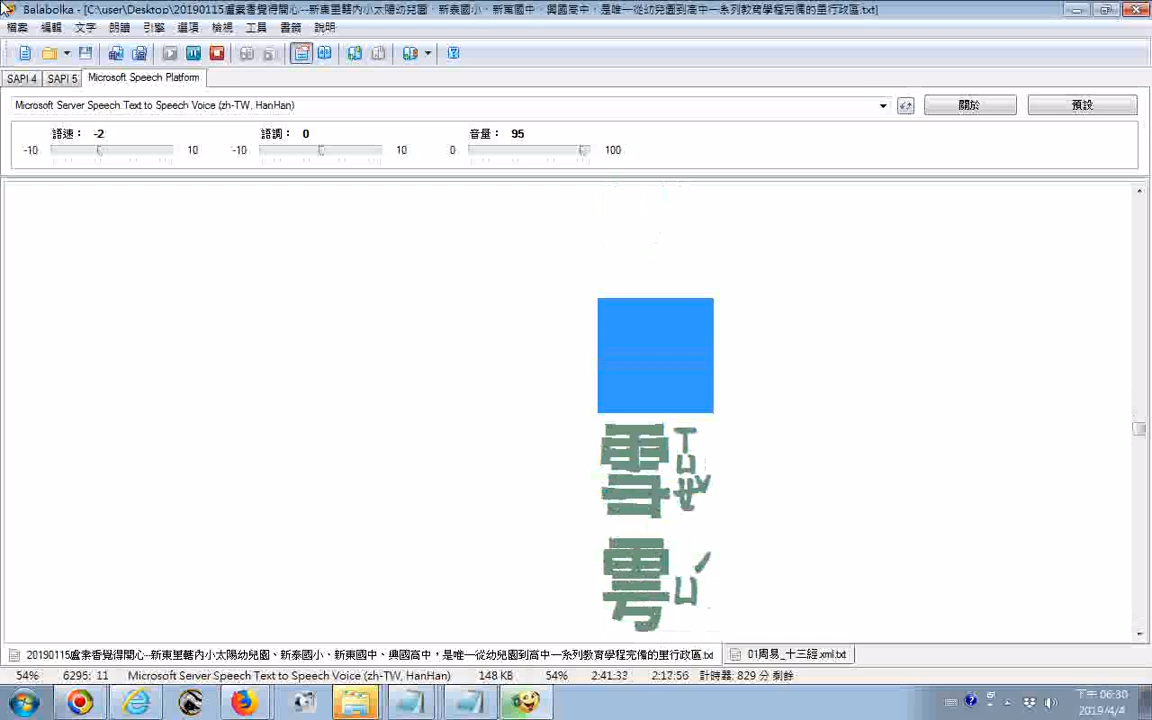 Balabolka - [C:\user\Desktop\20190115盧素香覺得開心--新東里轄內小太陽幼兒園、新泰國小、新東國中、興國高中，是唯一從幼兒園到高中一系列教育學程完備的里行政區.txt]
檔案 編輯 文字 朗讀 引擎 選項 檢視 工具 書籤 說明
SAPI 4 SAPI 5 Microsoft Speech Platform
Microsoft Server Speech Text to Speech Voice (zh-TW, HanHan) 關於 預設
語速： -2 語調： 0 音量： 95
-10 10 -10 10 0 100
雪ㄒㄩㄝˇ
雩ㄩˊ
20190115盧素香覺得開心--新東里轄內小太陽幼兒園、新泰國小、新東國中、興國高中，是唯一從幼兒園到高中一系列教育學程完備的里行政區.txt 01周易_十三經.xml.txt
54% 6295: 11 Microsoft Server Speech Text to Speech Voice (zh-TW, HanHan) 148 KB 54% 2:41:33 2:17:56 計時器: 829 分 剩餘
下午 06:30
2019/4/4